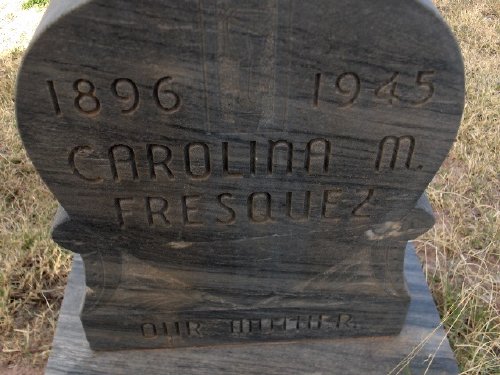 1896 1945
CAROLINA M.
FRESQUEZ
OUR MOTHER